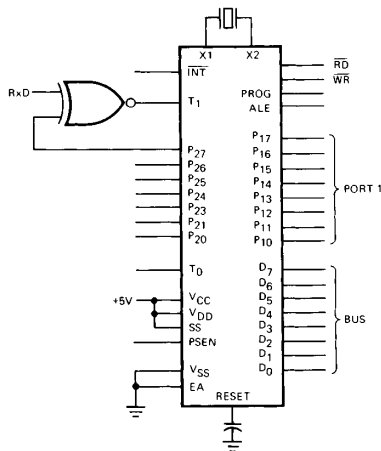 X1 X2
INT
RxD
T1
P27
P26
P25
P24
P23
P21
P20
T0
+5V
VCC
VDD
SS
PSEN
VSS
EA
RESET
RD
WR
PROG
ALE
P17
P16
P15
P14
P13
P12
P11
P10
PORT 1
D7
D6
D5
D4
D3
D2
D1
D0
BUS